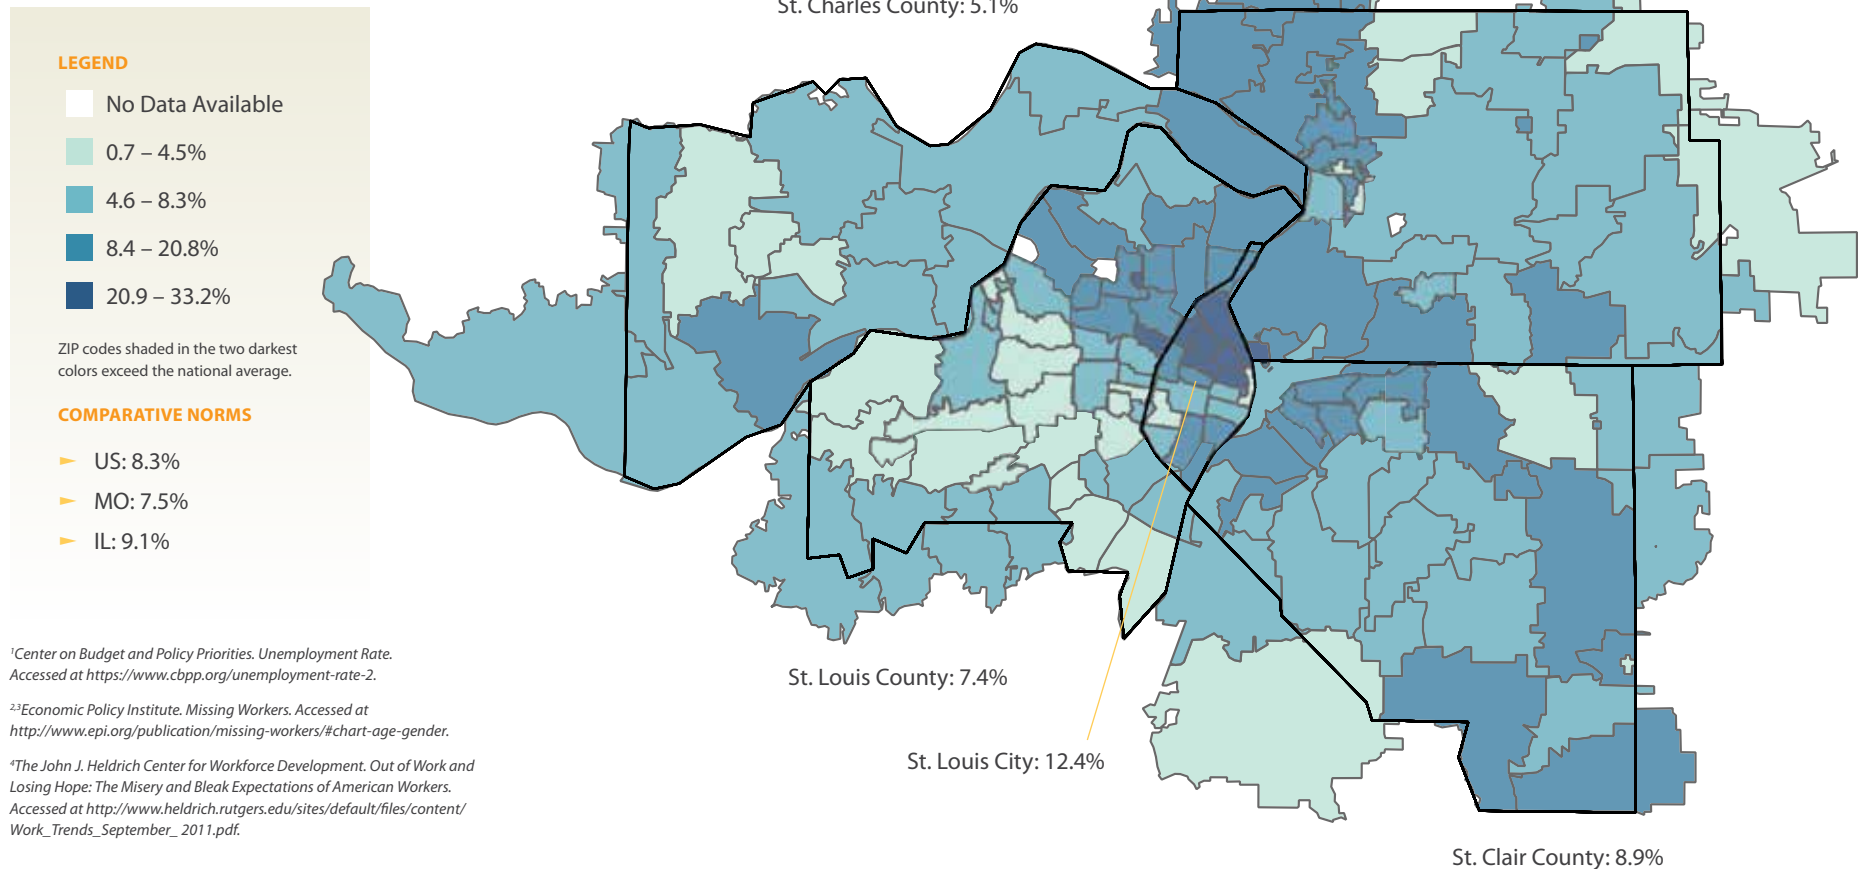 St. Charles County: 5.1%
LEGEND
No Data Available
0.7 – 4.5%
4.6 – 8.3%
8.4 – 20.8%
20.9 – 33.2%
ZIP codes shaded in the two darkest
colors exceed the national average.
COMPARATIVE NORMS
► US: 8.3%
► MO: 7.5%
► IL: 9.1%
¹Center on Budget and Policy Priorities. Unemployment Rate.
Accessed at https://www.cbpp.org/unemployment-rate-2.
²,³Economic Policy Institute. Missing Workers. Accessed at
http://www.epi.org/publication/missing-workers/#chart-age-gender.
⁴The John J. Heldrich Center for Workforce Development. Out of Work and
Losing Hope: The Misery and Bleak Expectations of American Workers.
Accessed at http://www.heldrich.rutgers.edu/sites/default/files/content/
Work_Trends_September_ 2011.pdf.
St. Louis County: 7.4%
St. Louis City: 12.4%
St. Clair County: 8.9%